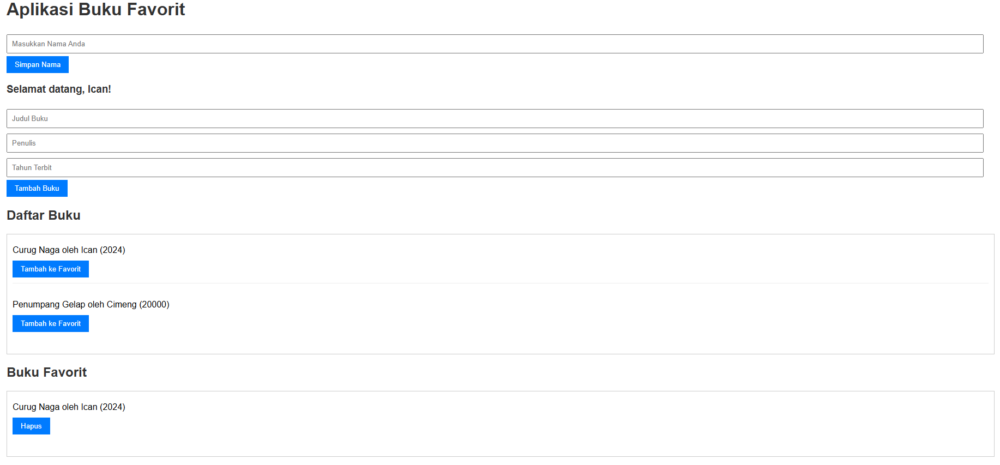 Aplikasi Buku Favorit
Masukkan Nama Anda
Simpan Nama
Selamat datang, Ican!
Judul Buku
Penulis
Tahun Terbit
Tambah Buku
Daftar Buku
Curug Naga oleh Ican (2024)
Tambah ke Favorit
Penumpang Gelap oleh Cimeng (20000)
Tambah ke Favorit
Buku Favorit
Curug Naga oleh Ican (2024)
Hapus